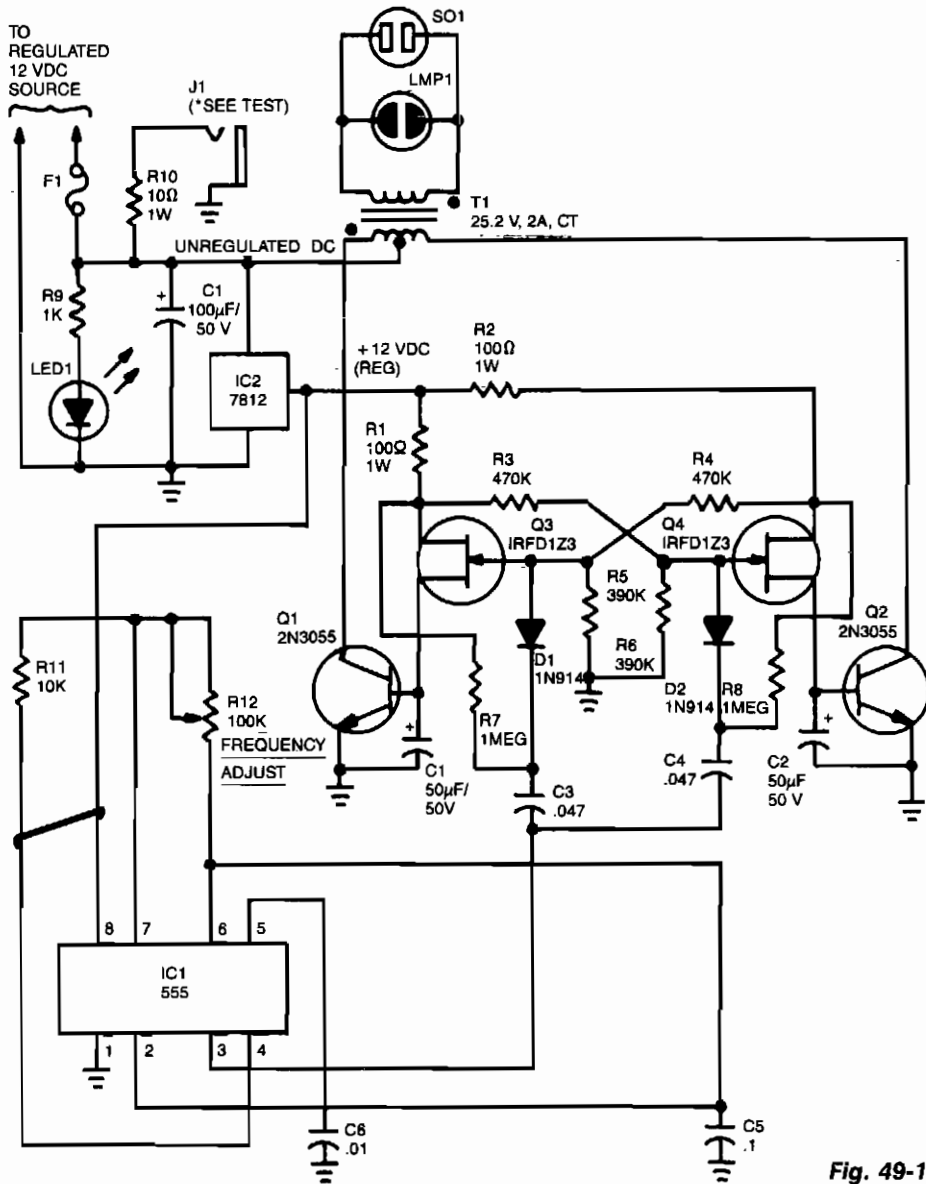 TO
REGULATED
12 VDC
SOURCE
J1
(*SEE TEST)
SO1
LMP1
F1
R10
10Ω
1W
T1
25.2 V, 2A, CT
UNREGULATED DC
R9
1K
+
C1
100µF/
50 V
LED1
IC2
7812
+ 12 VDC
(REG)
R2
100Ω
1W
R1
100Ω
1W
R3
470K
R4
470K
Q3
IRFD1Z3
Q4
IRFD1Z3
R5
390K
R6
390K
Q1
2N3055
Q2
2N3055
D1
1N914
D2
1N914
R8
1MEG
R7
1MEG
R11
10K
R12
100K
FREQUENCY
ADJUST
+
C1
50µF/
50V
C3
.047
C4
.047
+
C2
50µF
50 V
8 7 6 5
IC1
555
1 2 3 4
C6
.01
C5
.1
Fig. 49-1